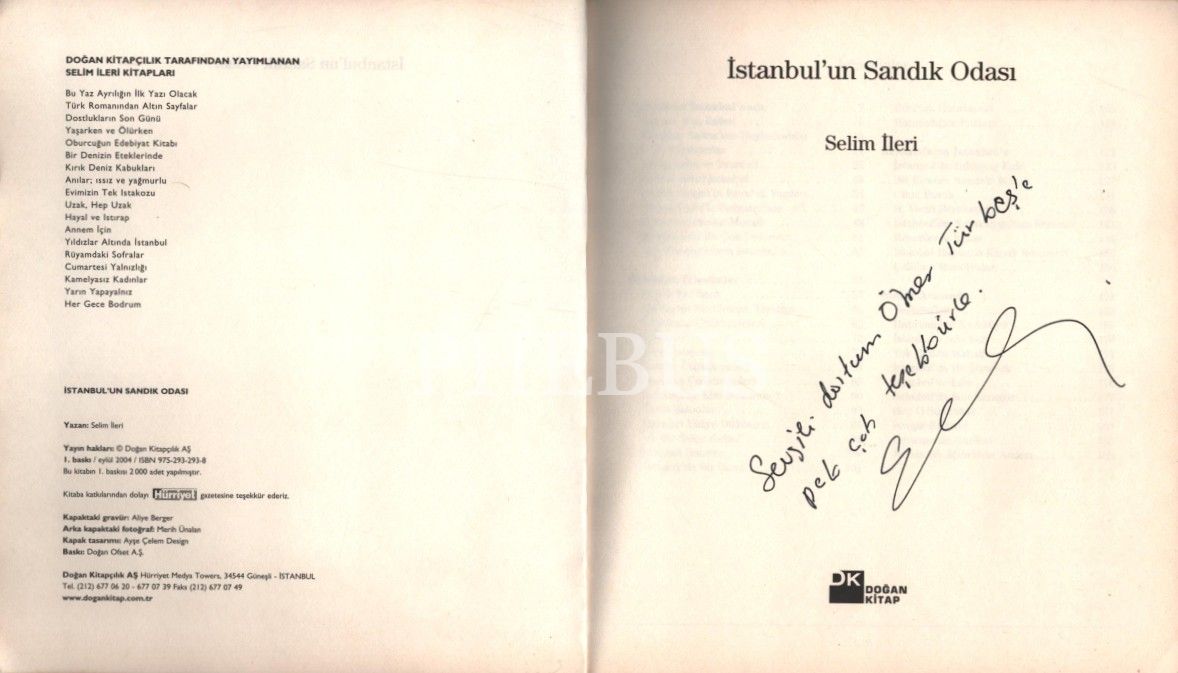 DOĞAN KİTAPÇILIK TARAFINDAN YAYIMLANAN
SELİM İLERİ KİTAPLARI
Bu Yaz Ayrılığın İlk Yazı Olacak
Türk Romanından Altın Sayfalar
Dostlukların Son Günü
Yaşarken ve Ölürken
Oburcuğun Edebiyat Kitabı
Bir Denizin Eteklerinde
Kırık Deniz Kabukları
Anılar; ıssız ve yağmurlu
Evimizin Tek Istakozu
Uzak, Hep Uzak
Hayal ve Istırap
Annem İçin
Yıldızlar Altında İstanbul
Rüyamdaki Sofralar
Cumartesi Yalnızlığı
Kamelyasız Kadınlar
Yarın Yapayalnız
Her Gece Bodrum
İSTANBUL'UN SANDIK ODASI
Yazan: Selim İleri
Yayın hakları: © Doğan Kitapçılık AŞ
1. baskı / eylül 2004 / ISBN 975-293-293-8
Bu kitabın 1. baskısı 2 000 adet yapılmıştır.
Kitaba katkılarından dolayı Hürriyet gazetesine teşekkür ederiz.
Kapaktaki gravür: Aliye Berger
Arka kapaktaki fotoğraf: Merih Ünalan
Kapak tasarımı: Ayşe Çelem Design
Baskı: Doğan Ofset A.Ş.
Doğan Kitapçılık AŞ Hürriyet Medya Towers, 34544 Güneşli - İSTANBUL
Tel. (212) 677 06 20 - 677 07 39 Faks (212) 677 07 49
www.dogankitap.com.tr
PHEBUS
İstanbul'un Sandık Odası
Selim İleri
Sevgili dostum Ömer Türkeş'e
pek çok teşekkürle.
DK DOĞAN
KİTAP